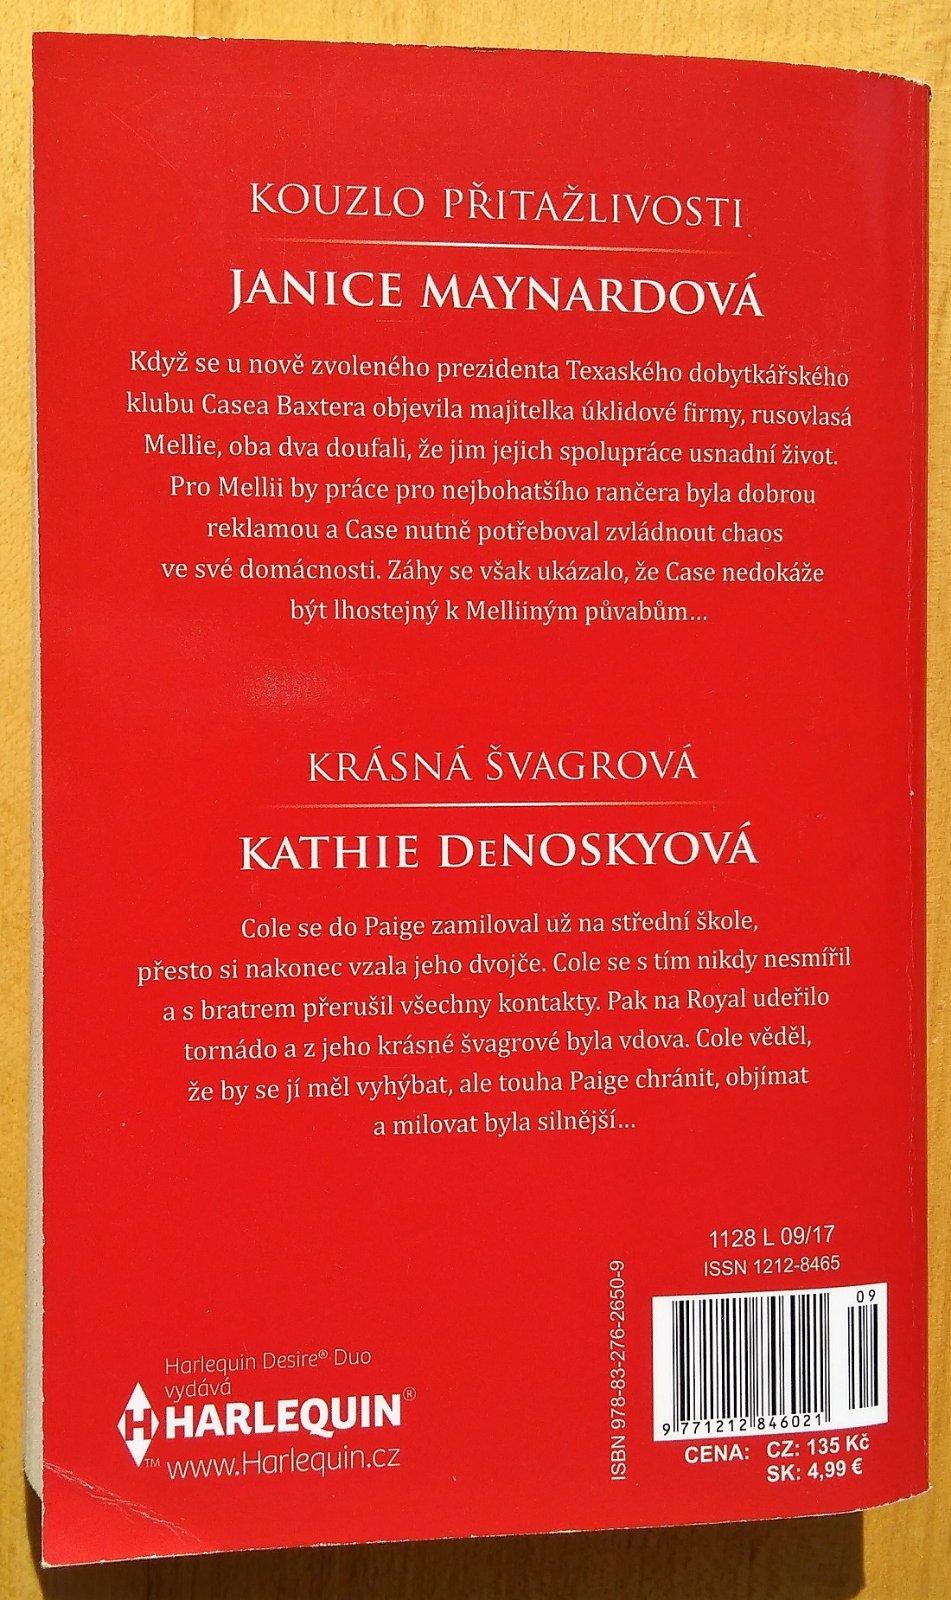 KOUZLO PŘITAŽLIVOSTI
JANICE MAYNARDOVÁ
Když se u nově zvoleného prezidenta Texaského dobytkářského
klubu Casea Baxtera objevila majitelka úklidové firmy, rusovlasá
Mellie, oba dva doufali, že jim jejich spolupráce usnadní život.
Pro Mellii by práce pro nejbohatšího rančera byla dobrou
reklamou a Case nutně potřeboval zvládnout chaos
ve své domácnosti. Záhy se však ukázalo, že Case nedokáže
být lhostejný k Melliiným půvabům...
KRÁSNÁ ŠVAGROVÁ
KATHIE DeNOSKYOVÁ
Cole se do Paige zamiloval už na střední škole,
přesto si nakonec vzala jeho dvojče. Cole se s tím nikdy nesmířil
a s bratrem přerušil všechny kontakty. Pak na Royal udeřilo
tornádo a z jeho krásné švagrové byla vdova. Cole věděl,
že by se jí měl vyhýbat, ale touha Paige chránit, objímat
a milovat byla silnější...
1128 L 09/17
ISSN 1212-8465
ISBN 978-83-276-2650-9
09
9 771212 846021
CENA: CZ: 135 Kč
SK: 4,99 €
Harlequin Desire® Duo
vydává
H HARLEQUIN®
™ www.Harlequin.cz